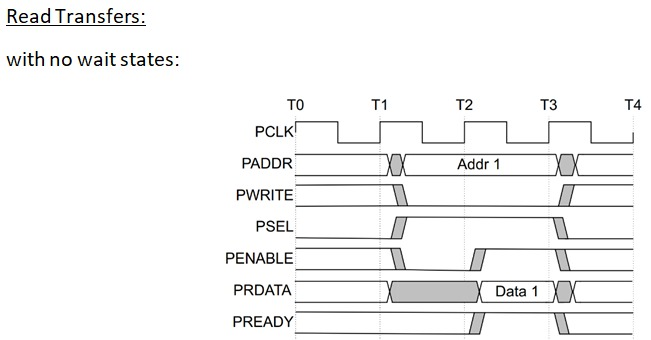 Read Transfers:
with no wait states:
T0 T1 T2 T3 T4
PCLK
PADDR Addr 1
PWRITE
PSEL
PENABLE
PRDATA Data 1
PREADY